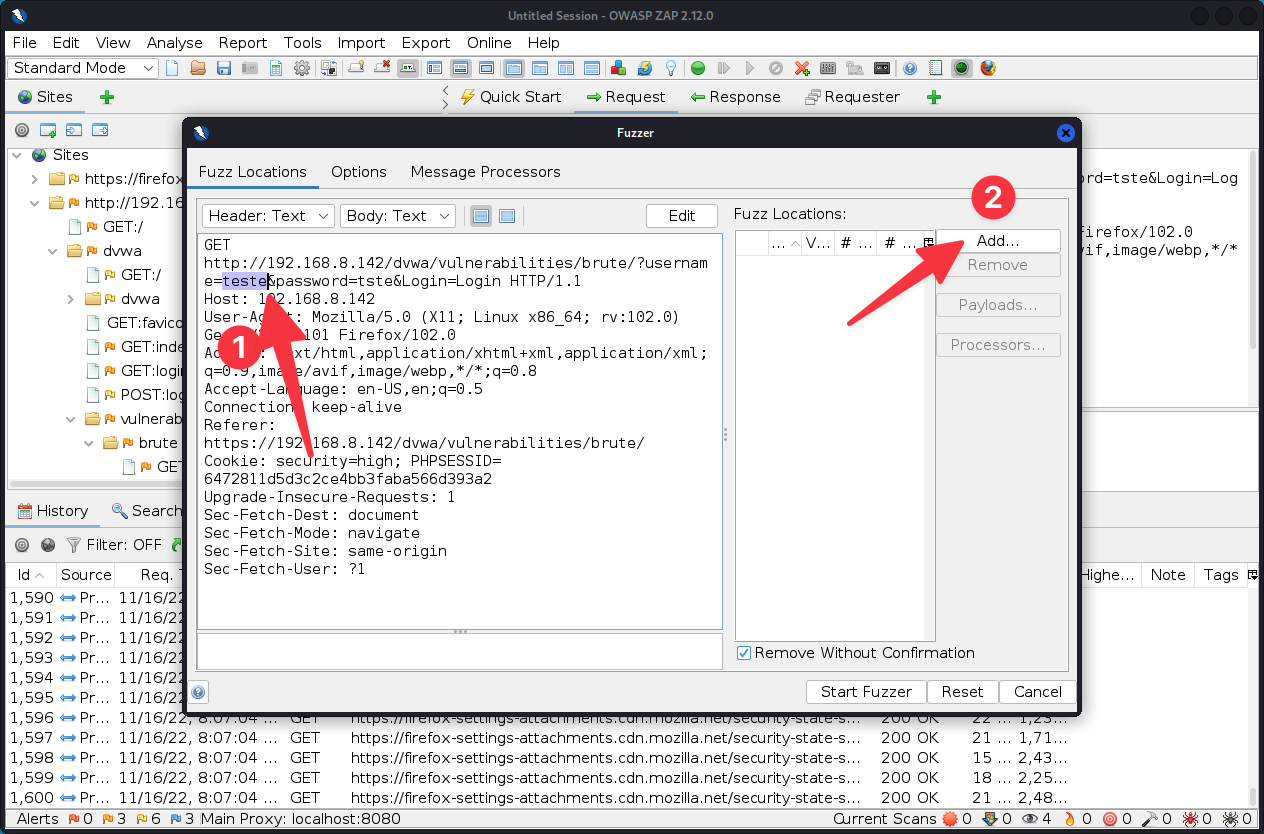 Untitled Session - OWASP ZAP 2.12.0
File Edit View Analyse Report Tools Import Export Online Help
Standard Mode
Sites
Quick Start
Request
Response
Requester
Fuzzer
Sites
https://firefo
http://192.16
GET:/
dvwa
GET:/
dvwa
GET:favico
GET:inde
GET:logi
POST:log
vulnerab
brute
GET
Fuzz Locations Options Message Processors
Header: Text Body: Text Edit
GET
http://192.168.8.142/dvwa/vulnerabilities/brute/?usernam
e=teste&password=tste&Login=Login HTTP/1.1
Host: 192.168.8.142
User-Agent: Mozilla/5.0 (X11; Linux x86_64; rv:102.0)
101 Firefox/102.0
text/html,application/xhtml+xml,application/xml;
q=0.9,image/avif,image/webp,*/*;q=0.8
Accept-Language: en-US,en;q=0.5
Connection: keep-alive
Referer:
https://192.168.8.142/dvwa/vulnerabilities/brute/
Cookie: security=high; PHPSESSID=
6472811d5d3c2ce4bb3faba566d393a2
Upgrade-Insecure-Requests: 1
Sec-Fetch-Dest: document
Sec-Fetch-Mode: navigate
Sec-Fetch-Site: same-origin
Sec-Fetch-User: ?1
1
2
Fuzz Locations:
... V... # ... # ...
Add...
Remove
Payloads...
Processors...
Remove Without Confirmation
Start Fuzzer Reset Cancel
rd=tste&Login=Log
irefox/102.0
avif,image/webp,*/*
History Search
Filter: OFF
Id Source Req. Highe... Note Tags
1,590 Pr... 11/16/22
1,591 Pr... 11/16/22
1,592 Pr... 11/16/22
1,593 Pr... 11/16/22
1,594 Pr... 11/16/22
1,595 Pr... 11/16/22
1,596 Pr... 11/16/22, 8:07:04 ... GET https://firefox-settings-attachments.cdn.mozilla.net/security-state-s... 200 OK 22 ... 1,23...
1,597 Pr... 11/16/22, 8:07:04 ... GET https://firefox-settings-attachments.cdn.mozilla.net/security-state-s... 200 OK 21 ... 1,71...
1,598 Pr... 11/16/22, 8:07:04 ... GET https://firefox-settings-attachments.cdn.mozilla.net/security-state-s... 200 OK 15 ... 2,43...
1,599 Pr... 11/16/22, 8:07:04 ... GET https://firefox-settings-attachments.cdn.mozilla.net/security-state-s... 200 OK 18 ... 2,25...
1,600 Pr... 11/16/22, 8:07:04 ... GET https://firefox-settings-attachments.cdn.mozilla.net/security-state-s... 200 OK 21 ... 2,48...
Alerts 0 3 6 3 Main Proxy: localhost:8080 Current Scans 0 0 4 0 0 0 0 0